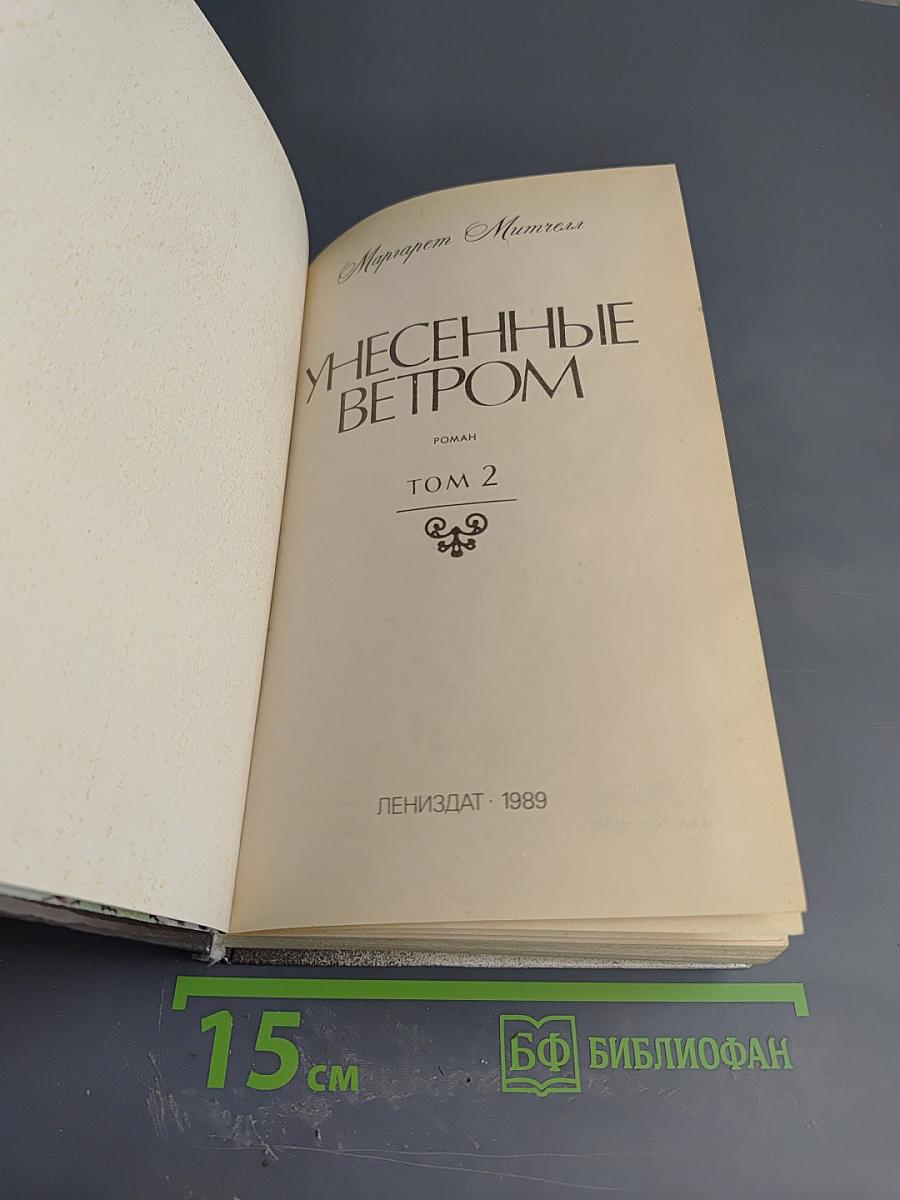 Маргарет Митчелл
УНЕСЕННЫЕ
ВЕТРОМ
РОМАН
ТОМ 2
ЛЕНИЗДАТ · 1989
15 см
БФ БИБЛИОФАН